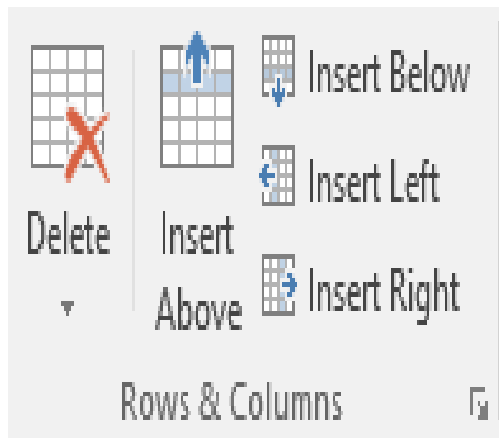 Delete
Insert
Above
Insert Below
Insert Left
Insert Right
Rows & Columns